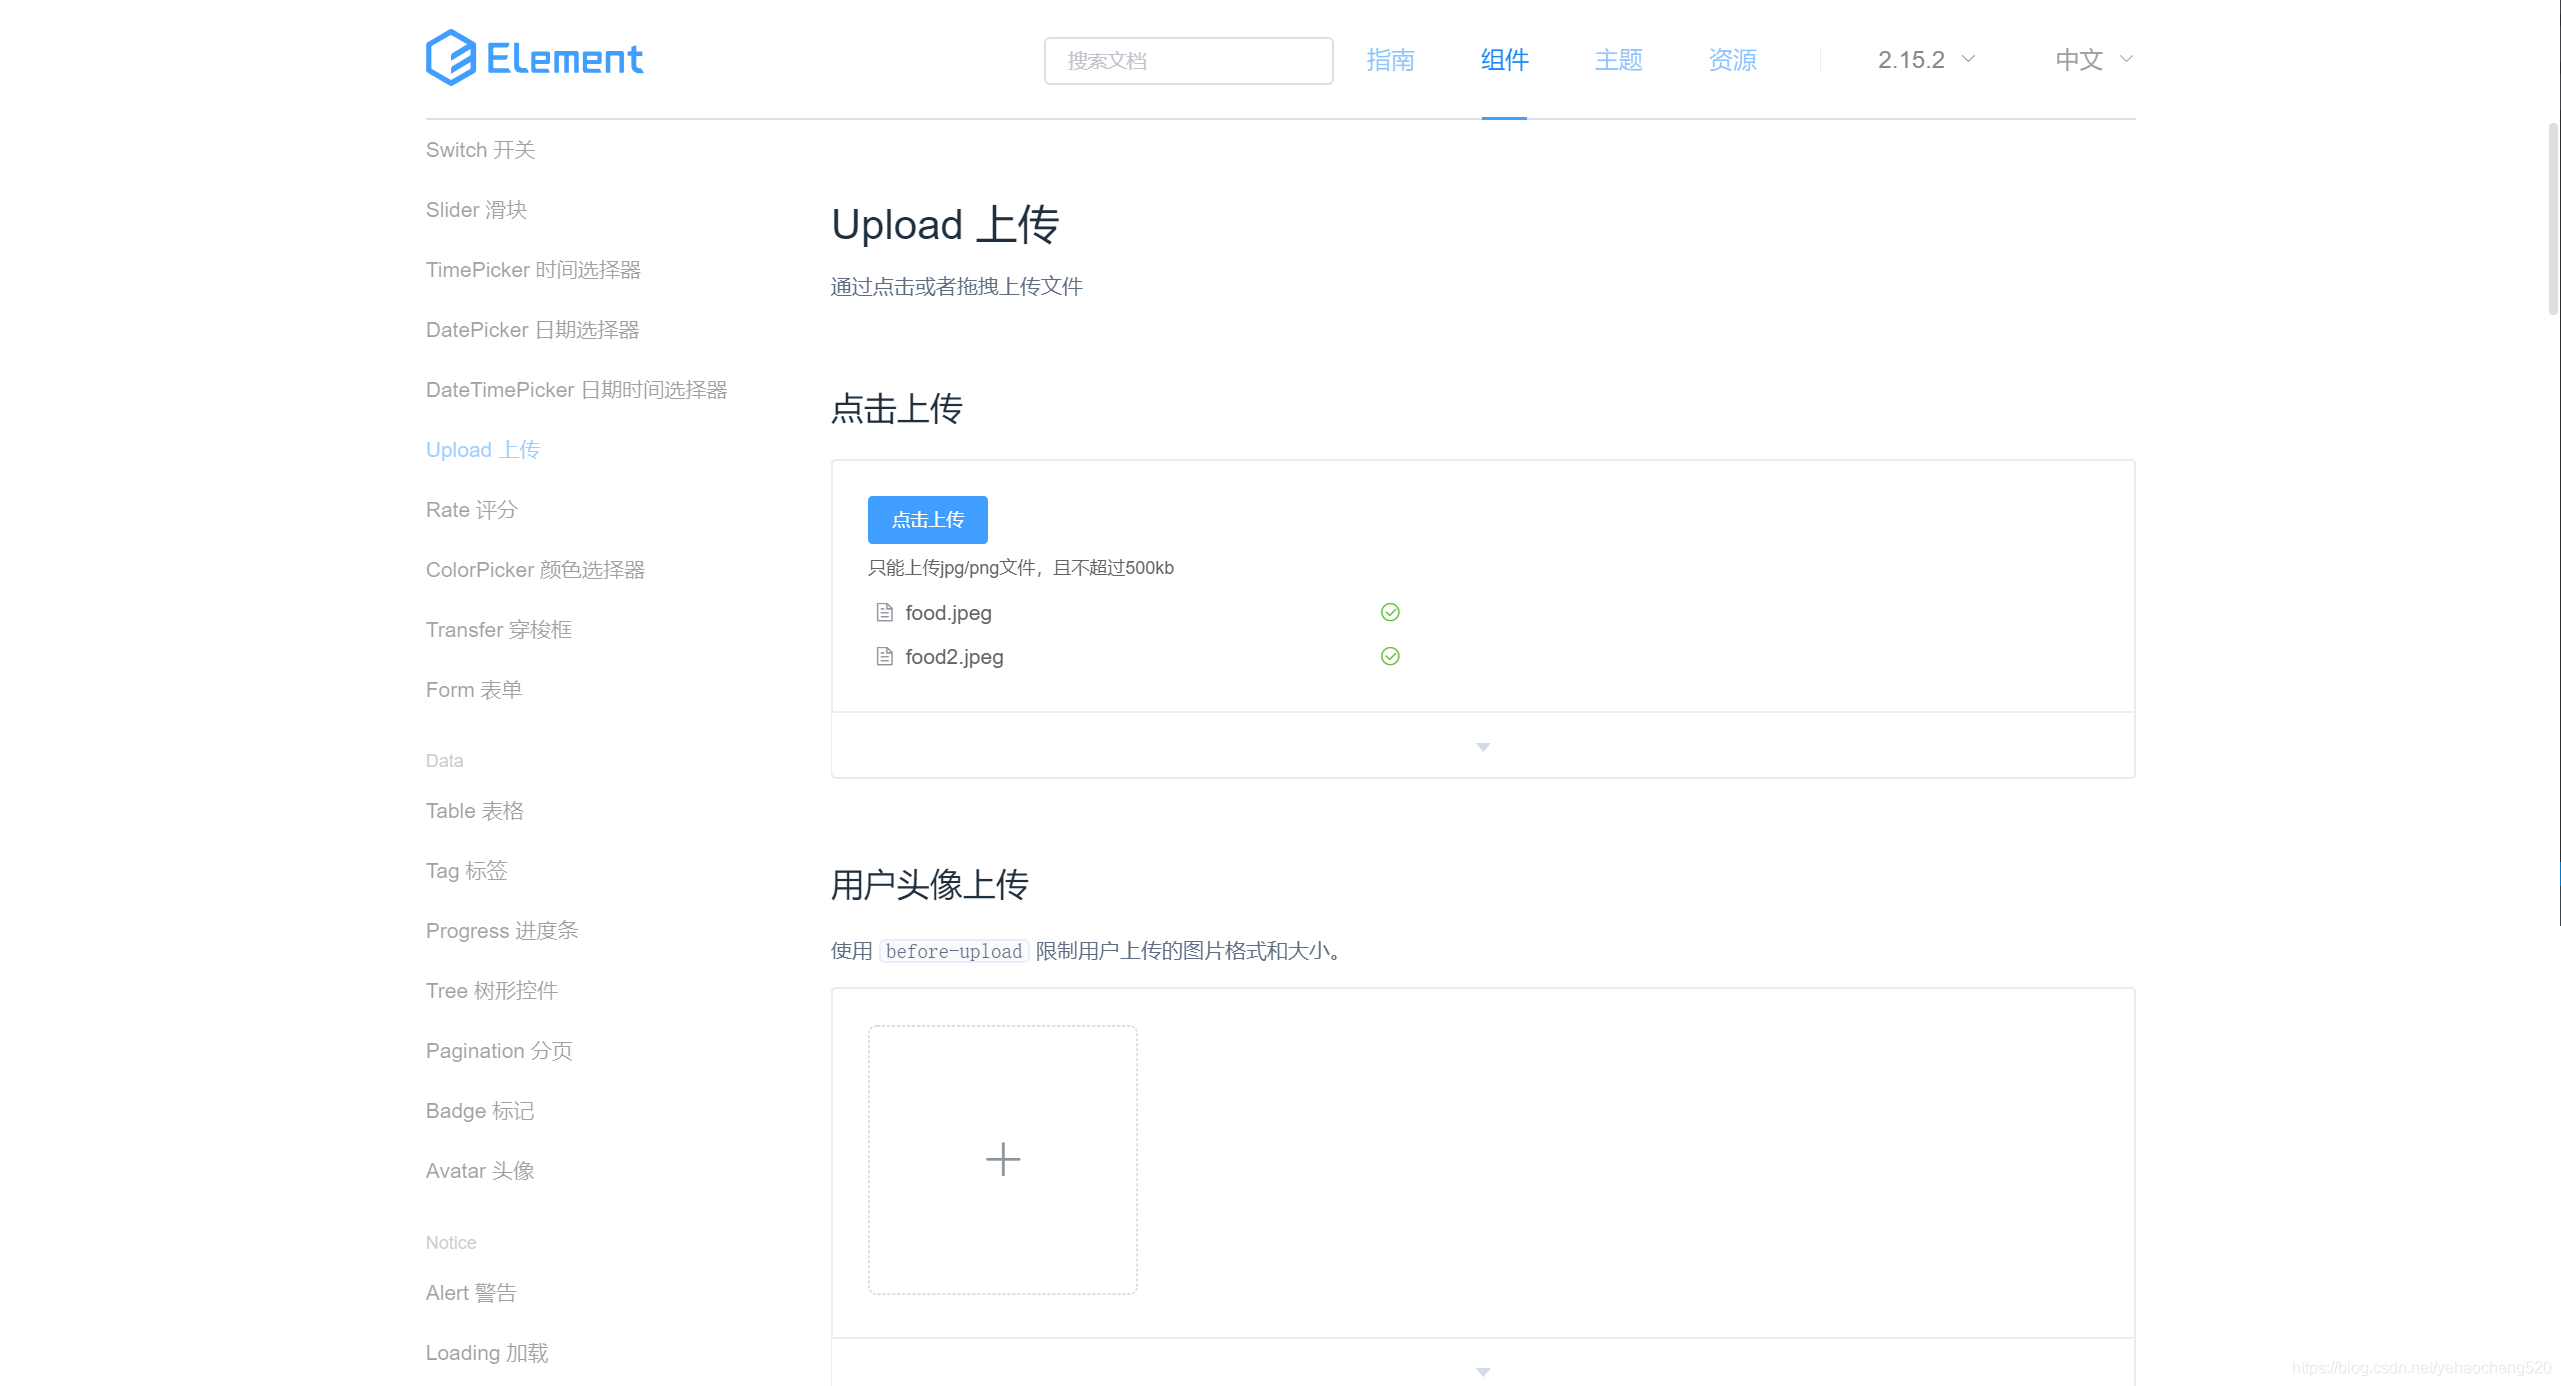 Element
搜索文档
指南
组件
主题
资源
2.15.2
中文
Switch 开关
Slider 滑块
TimePicker 时间选择器
DatePicker 日期选择器
DateTimePicker 日期时间选择器
Upload 上传
Rate 评分
ColorPicker 颜色选择器
Transfer 穿梭框
Form 表单
Data
Table 表格
Tag 标签
Progress 进度条
Tree 树形控件
Pagination 分页
Badge 标记
Avatar 头像
Notice
Alert 警告
Loading 加载
Upload 上传
通过点击或者拖拽上传文件
点击上传
点击上传
只能上传jpg/png文件，且不超过500kb
food.jpeg
food2.jpeg
用户头像上传
使用 before-upload 限制用户上传的图片格式和大小。
https://blog.csdn.net/yehaocheng520